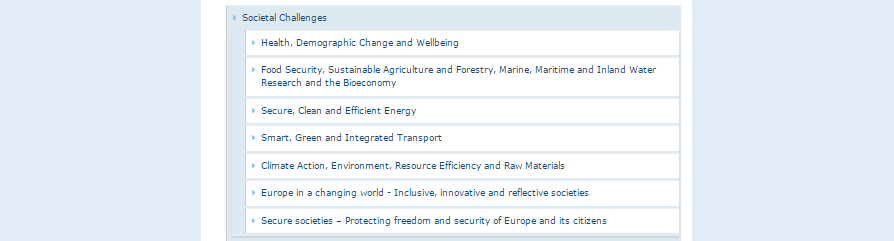 Societal Challenges
Health, Demographic Change and Wellbeing
Food Security, Sustainable Agriculture and Forestry, Marine, Maritime and Inland Water
Research and the Bioeconomy
Secure, Clean and Efficient Energy
Smart, Green and Integrated Transport
Climate Action, Environment, Resource Efficiency and Raw Materials
Europe in a changing world - Inclusive, innovative and reflective societies
Secure societies – Protecting freedom and security of Europe and its citizens